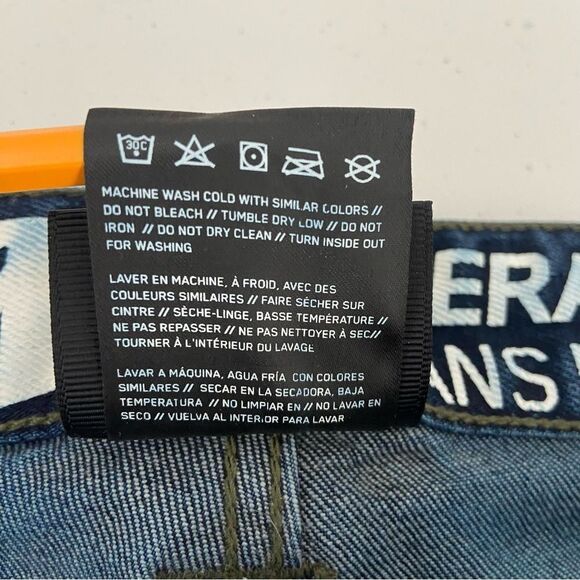 30C
MACHINE WASH COLD WITH SIMILAR COLORS //
DO NOT BLEACH // TUMBLE DRY LOW // DO NOT
IRON // DO NOT DRY CLEAN // TURN INSIDE OUT
FOR WASHING
LAVER EN MACHINE, À FROID, AVEC DES
COULEURS SIMILAIRES // FAIRE SÉCHER SUR
CINTRE // SÈCHE-LINGE, BASSE TEMPÉRATURE //
NE PAS REPASSER // NE PAS NETTOYER À SEC//
TOURNER À L'INTÉRIEUR DU LAVAGE
LAVAR A MÁQUINA, AGUA FRÍA, CON COLORES
SIMILARES // SECAR EN LA SECADORA, BAJA
TEMPERATURA // NO LIMPIAR EN // NO LAVAR EN
SECO // VUELVA AL INTERIOR PARA LAVAR
ERA
ANS